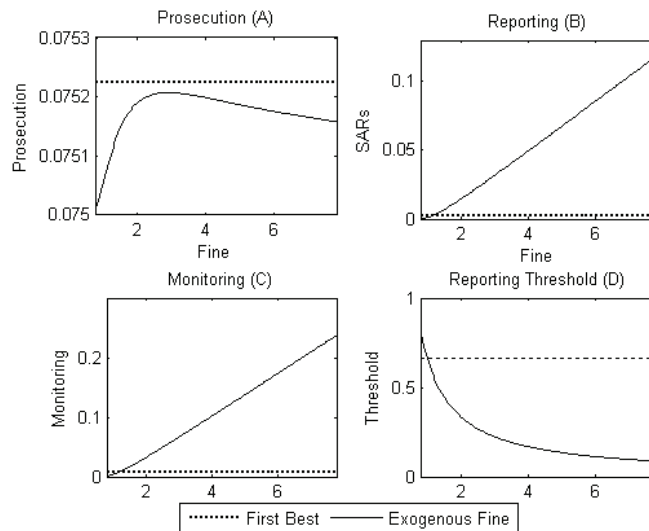 Prosecution (A)
0.0753
0.0752
0.0751
0.075
Prosecution
2 4 6
Fine
Reporting (B)
0.1
0.05
0
SARs
2 4 6
Fine
Monitoring (C)
0.2
0.1
0
Monitoring
2 4 6
Reporting Threshold (D)
1
0.5
0
Threshold
2 4 6
First Best Exogenous Fine